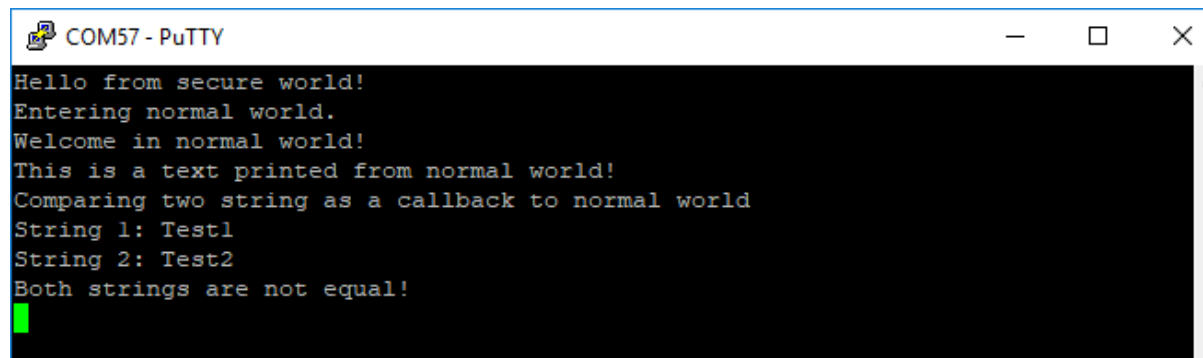 COM57 - PuTTY
Hello from secure world!
Entering normal world.
Welcome in normal world!
This is a text printed from normal world!
Comparing two string as a callback to normal world
String 1: Test1
String 2: Test2
Both strings are not equal!